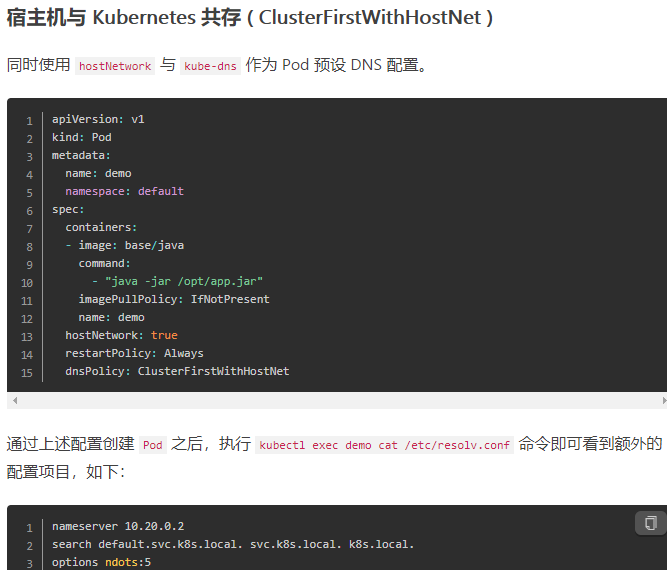 宿主机与 Kubernetes 共存 ( ClusterFirstWithHostNet )
同时使用 hostNetwork 与 kube-dns 作为 Pod 预设 DNS 配置。
1 apiVersion: v1
2 kind: Pod
3 metadata:
4   name: demo
5   namespace: default
6 spec:
7   containers:
8   - image: base/java
9     command:
10       - "java -jar /opt/app.jar"
11     imagePullPolicy: IfNotPresent
12     name: demo
13   hostNetwork: true
14   restartPolicy: Always
15   dnsPolicy: ClusterFirstWithHostNet
通过上述配置创建 Pod 之后，执行 kubectl exec demo cat /etc/resolv.conf 命令即可看到额外的
配置项目，如下：
1 nameserver 10.20.0.2
2 search default.svc.k8s.local. svc.k8s.local. k8s.local.
3 options ndots:5